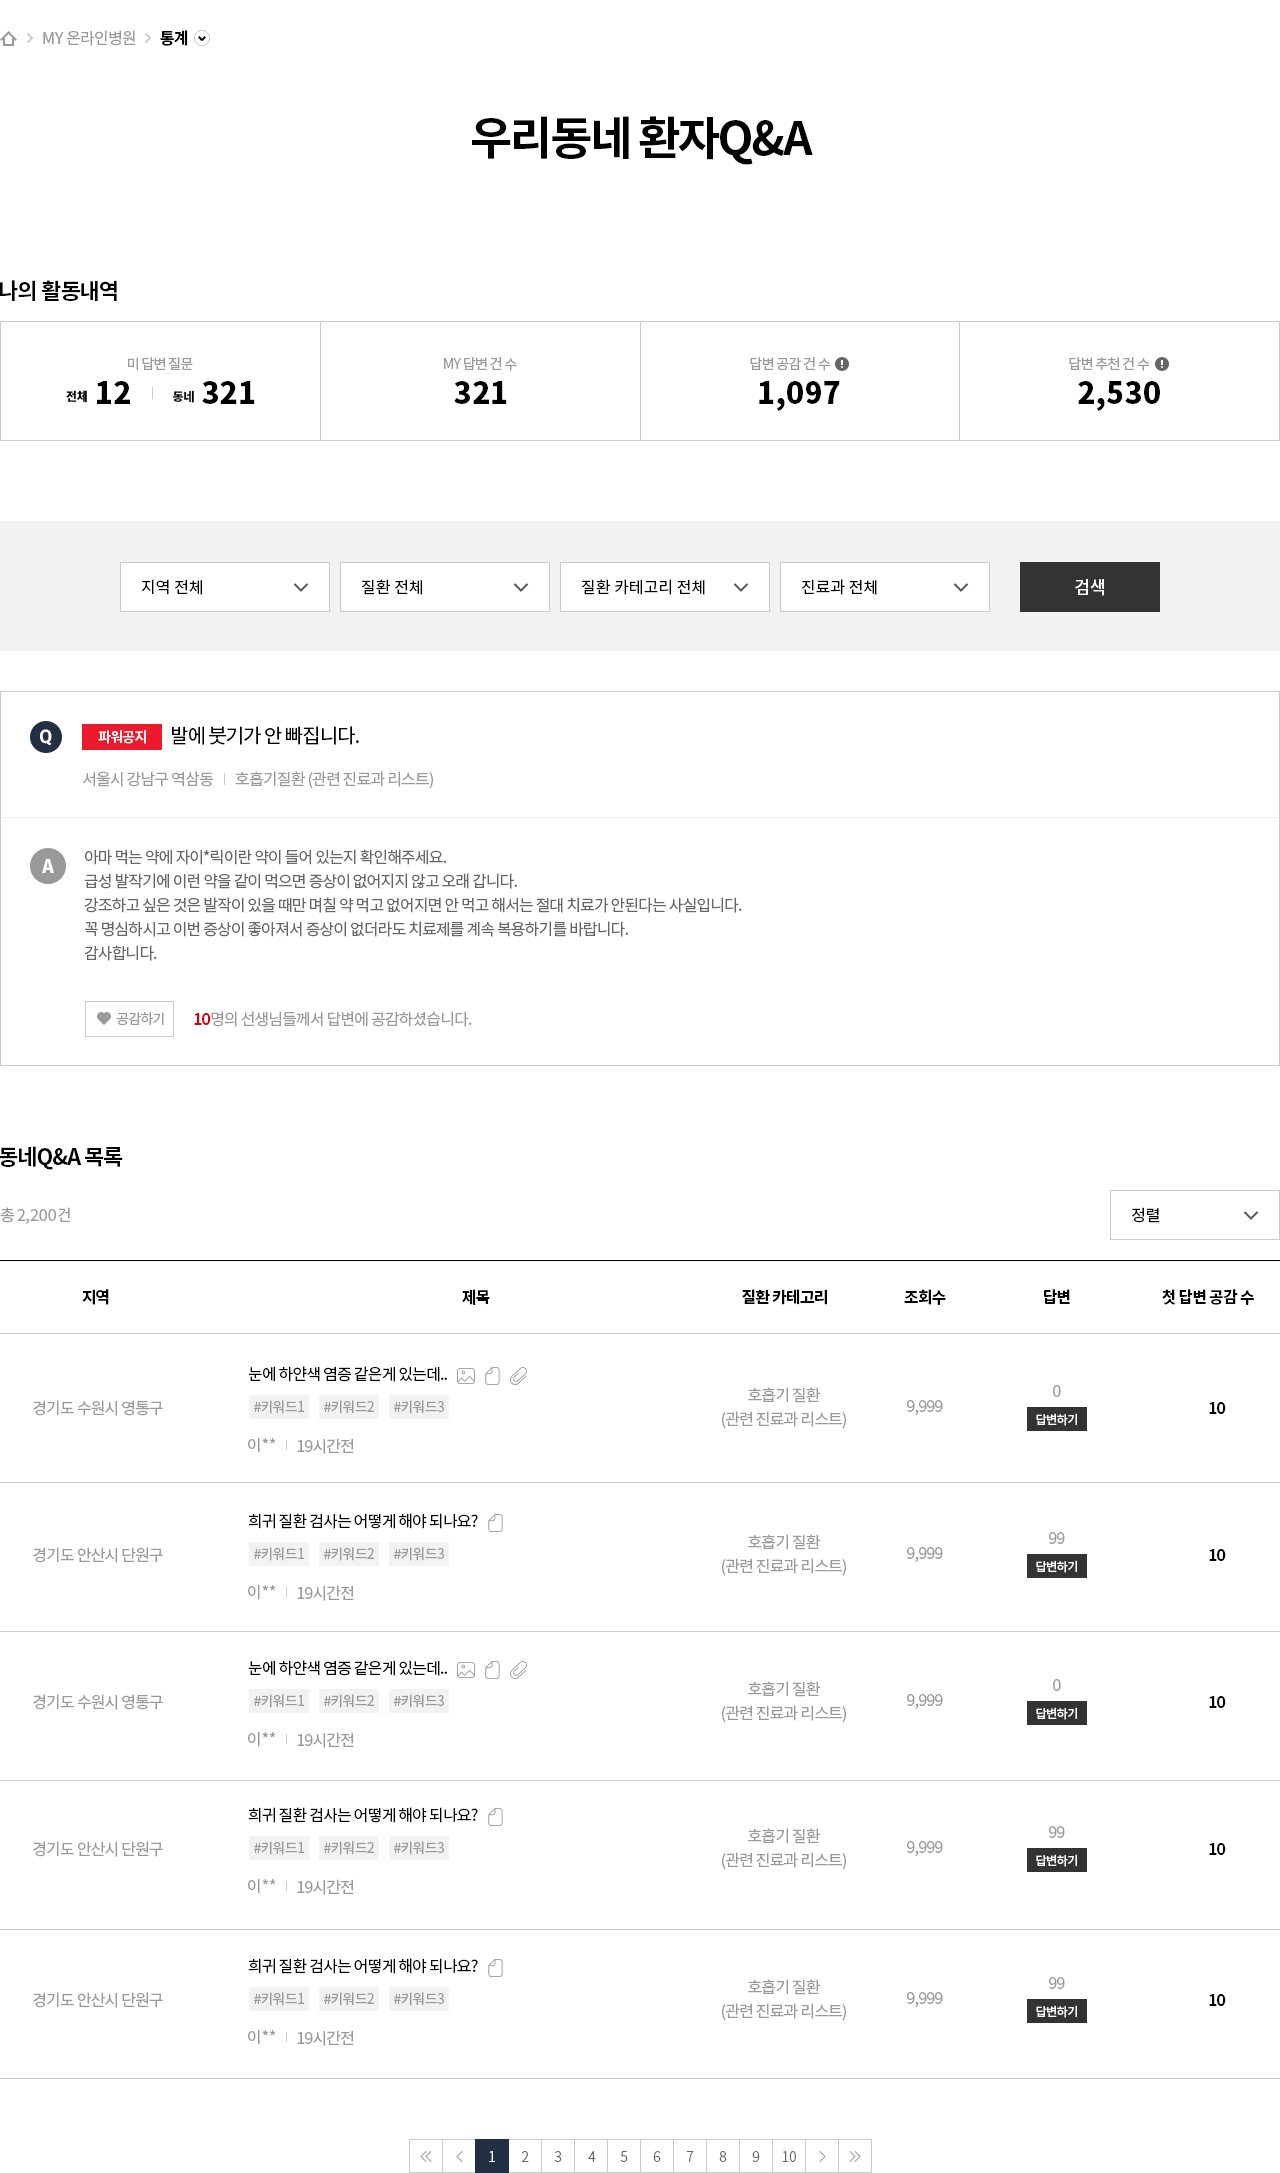 MY 온라인병원 통계
우리동네 환자Q&A
나의 활동내역
미 답변 질문
전체 12 동네 321
MY 답변 건 수
321
답변 공감 건 수
1,097
답변 추천 건 수
2,530
지역 전체 질환 전체 질환 카테고리 전체 진료과 전체 검색
Q 파워공지 발에 붓기가 안 빠집니다.
서울시 강남구 역삼동 호흡기질환 (관련 진료과 리스트)
A 아마 먹는 약에 자이*릭이란 약이 들어 있는지 확인해주세요.
급성 발작기에 이런 약을 같이 먹으면 증상이 없어지지 않고 오래 갑니다.
강조하고 싶은 것은 발작이 있을 때만 며칠 약 먹고 없어지면 안 먹고 해서는 절대 치료가 안된다는 사실입니다.
꼭 명심하시고 이번 증상이 좋아져서 증상이 없더라도 치료제를 계속 복용하기를 바랍니다.
감사합니다.
공감하기 10명의 선생님들께서 답변에 공감하셨습니다.
동네Q&A 목록
총 2,200건 정렬
지역 제목 질환 카테고리 조회수 답변 첫 답변 공감 수
눈에 하얀색 염증 같은게 있는데..
#키워드1 #키워드2 #키워드3
이** 19시간전
경기도 수원시 영통구
호흡기 질환
(관련 진료과 리스트)
9,999
0
답변하기
10
희귀 질환 검사는 어떻게 해야 되나요?
#키워드1 #키워드2 #키워드3
이** 19시간전
경기도 안산시 단원구
호흡기 질환
(관련 진료과 리스트)
9,999
99
답변하기
10
눈에 하얀색 염증 같은게 있는데..
#키워드1 #키워드2 #키워드3
이** 19시간전
경기도 수원시 영통구
호흡기 질환
(관련 진료과 리스트)
9,999
0
답변하기
10
희귀 질환 검사는 어떻게 해야 되나요?
#키워드1 #키워드2 #키워드3
이** 19시간전
경기도 안산시 단원구
호흡기 질환
(관련 진료과 리스트)
9,999
99
답변하기
10
희귀 질환 검사는 어떻게 해야 되나요?
#키워드1 #키워드2 #키워드3
이** 19시간전
경기도 안산시 단원구
호흡기 질환
(관련 진료과 리스트)
9,999
99
답변하기
10
1 2 3 4 5 6 7 8 9 10